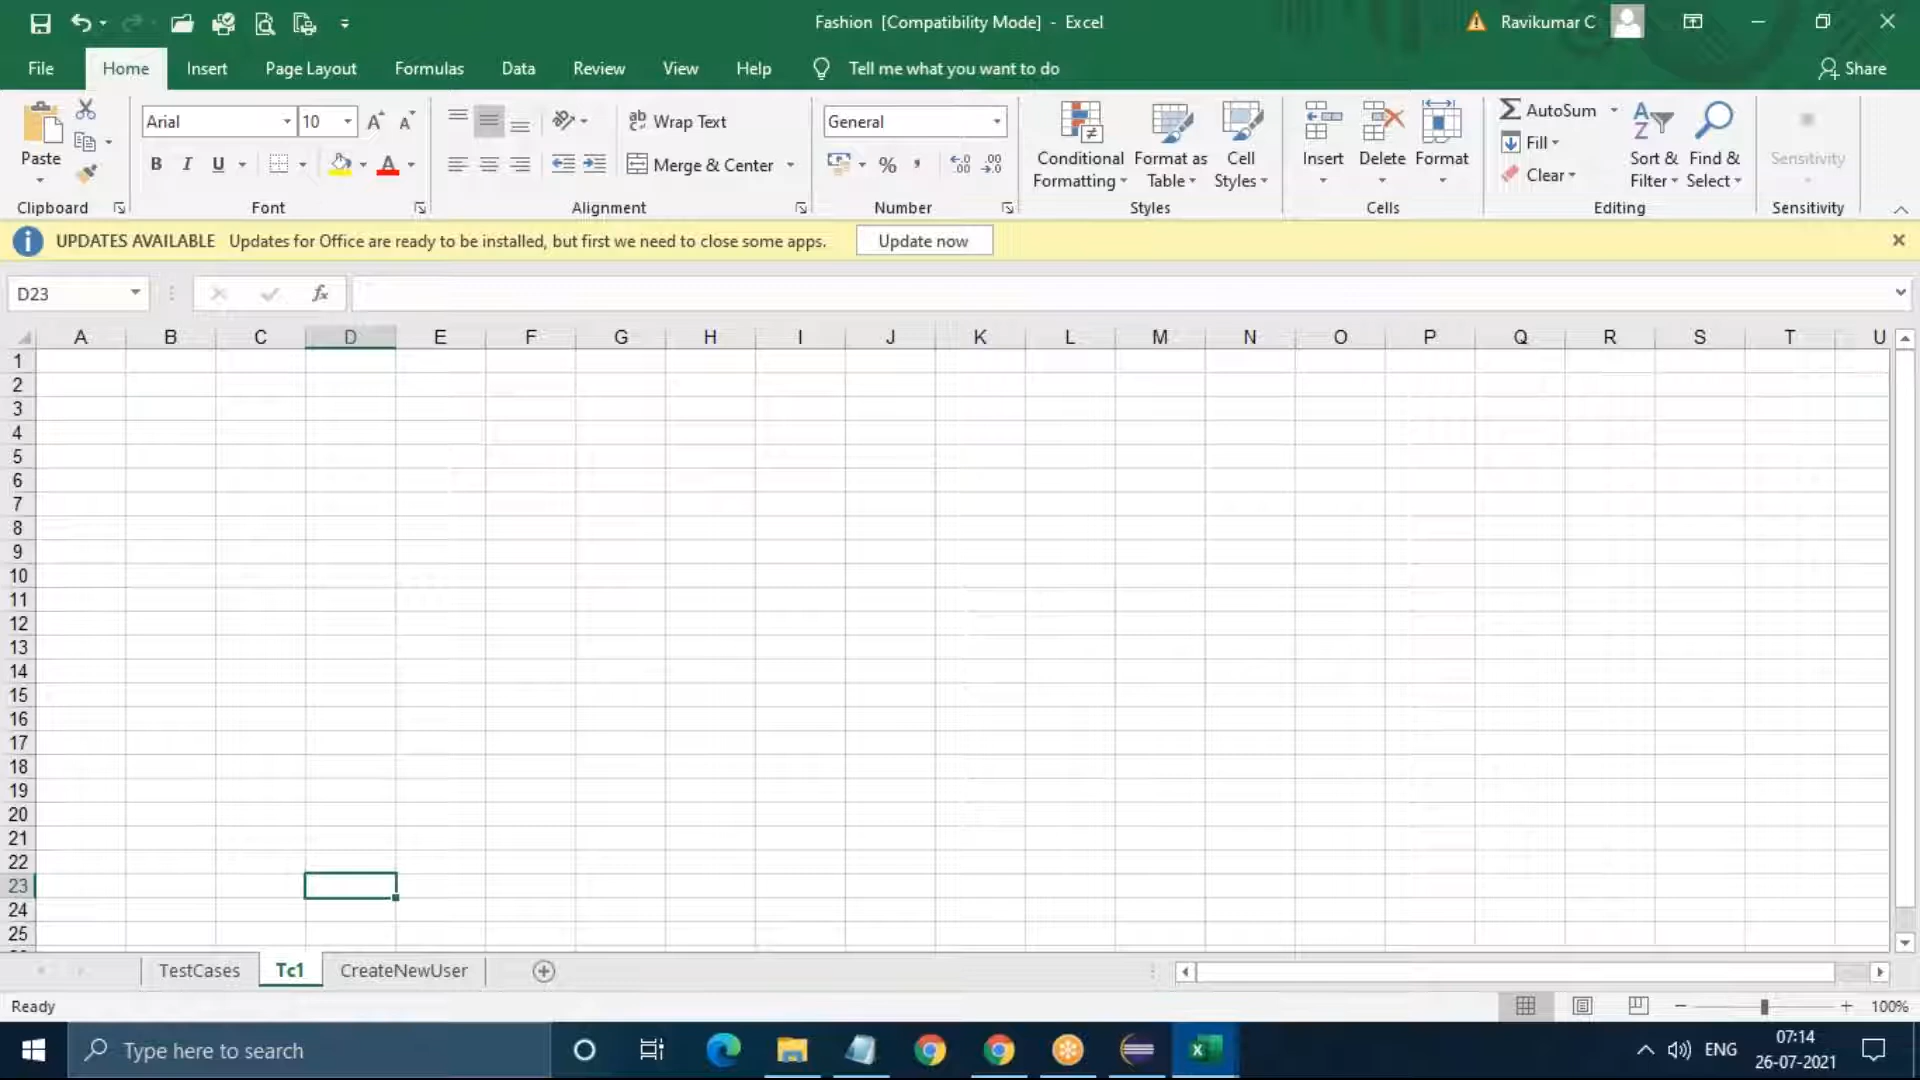 Fashion [Compatibility Mode] - Excel
Ravikumar C
File Home Insert Page Layout Formulas Data Review View Help Tell me what you want to do Share
Paste
Clipboard
Arial 10
B I U A
Font
ab Wrap Text
Merge & Center
Alignment
General
% ,
Number
Conditional Formatting
Format as Table
Cell Styles
Styles
Insert Delete Format
Cells
AutoSum
Fill
Clear
Sort & Filter
Find & Select
Editing
Sensitivity
Sensitivity
UPDATES AVAILABLE Updates for Office are ready to be installed, but first we need to close some apps. Update now
D23 fx
A B C D E F G H I J K L M N O P Q R S T U
1
2
3
4
5
6
7
8
9
10
11
12
13
14
15
16
17
18
19
20
21
22
23
24
25
TestCases Tc1 CreateNewUser
Ready 100%
Type here to search
ENG
07:14
26-07-2021